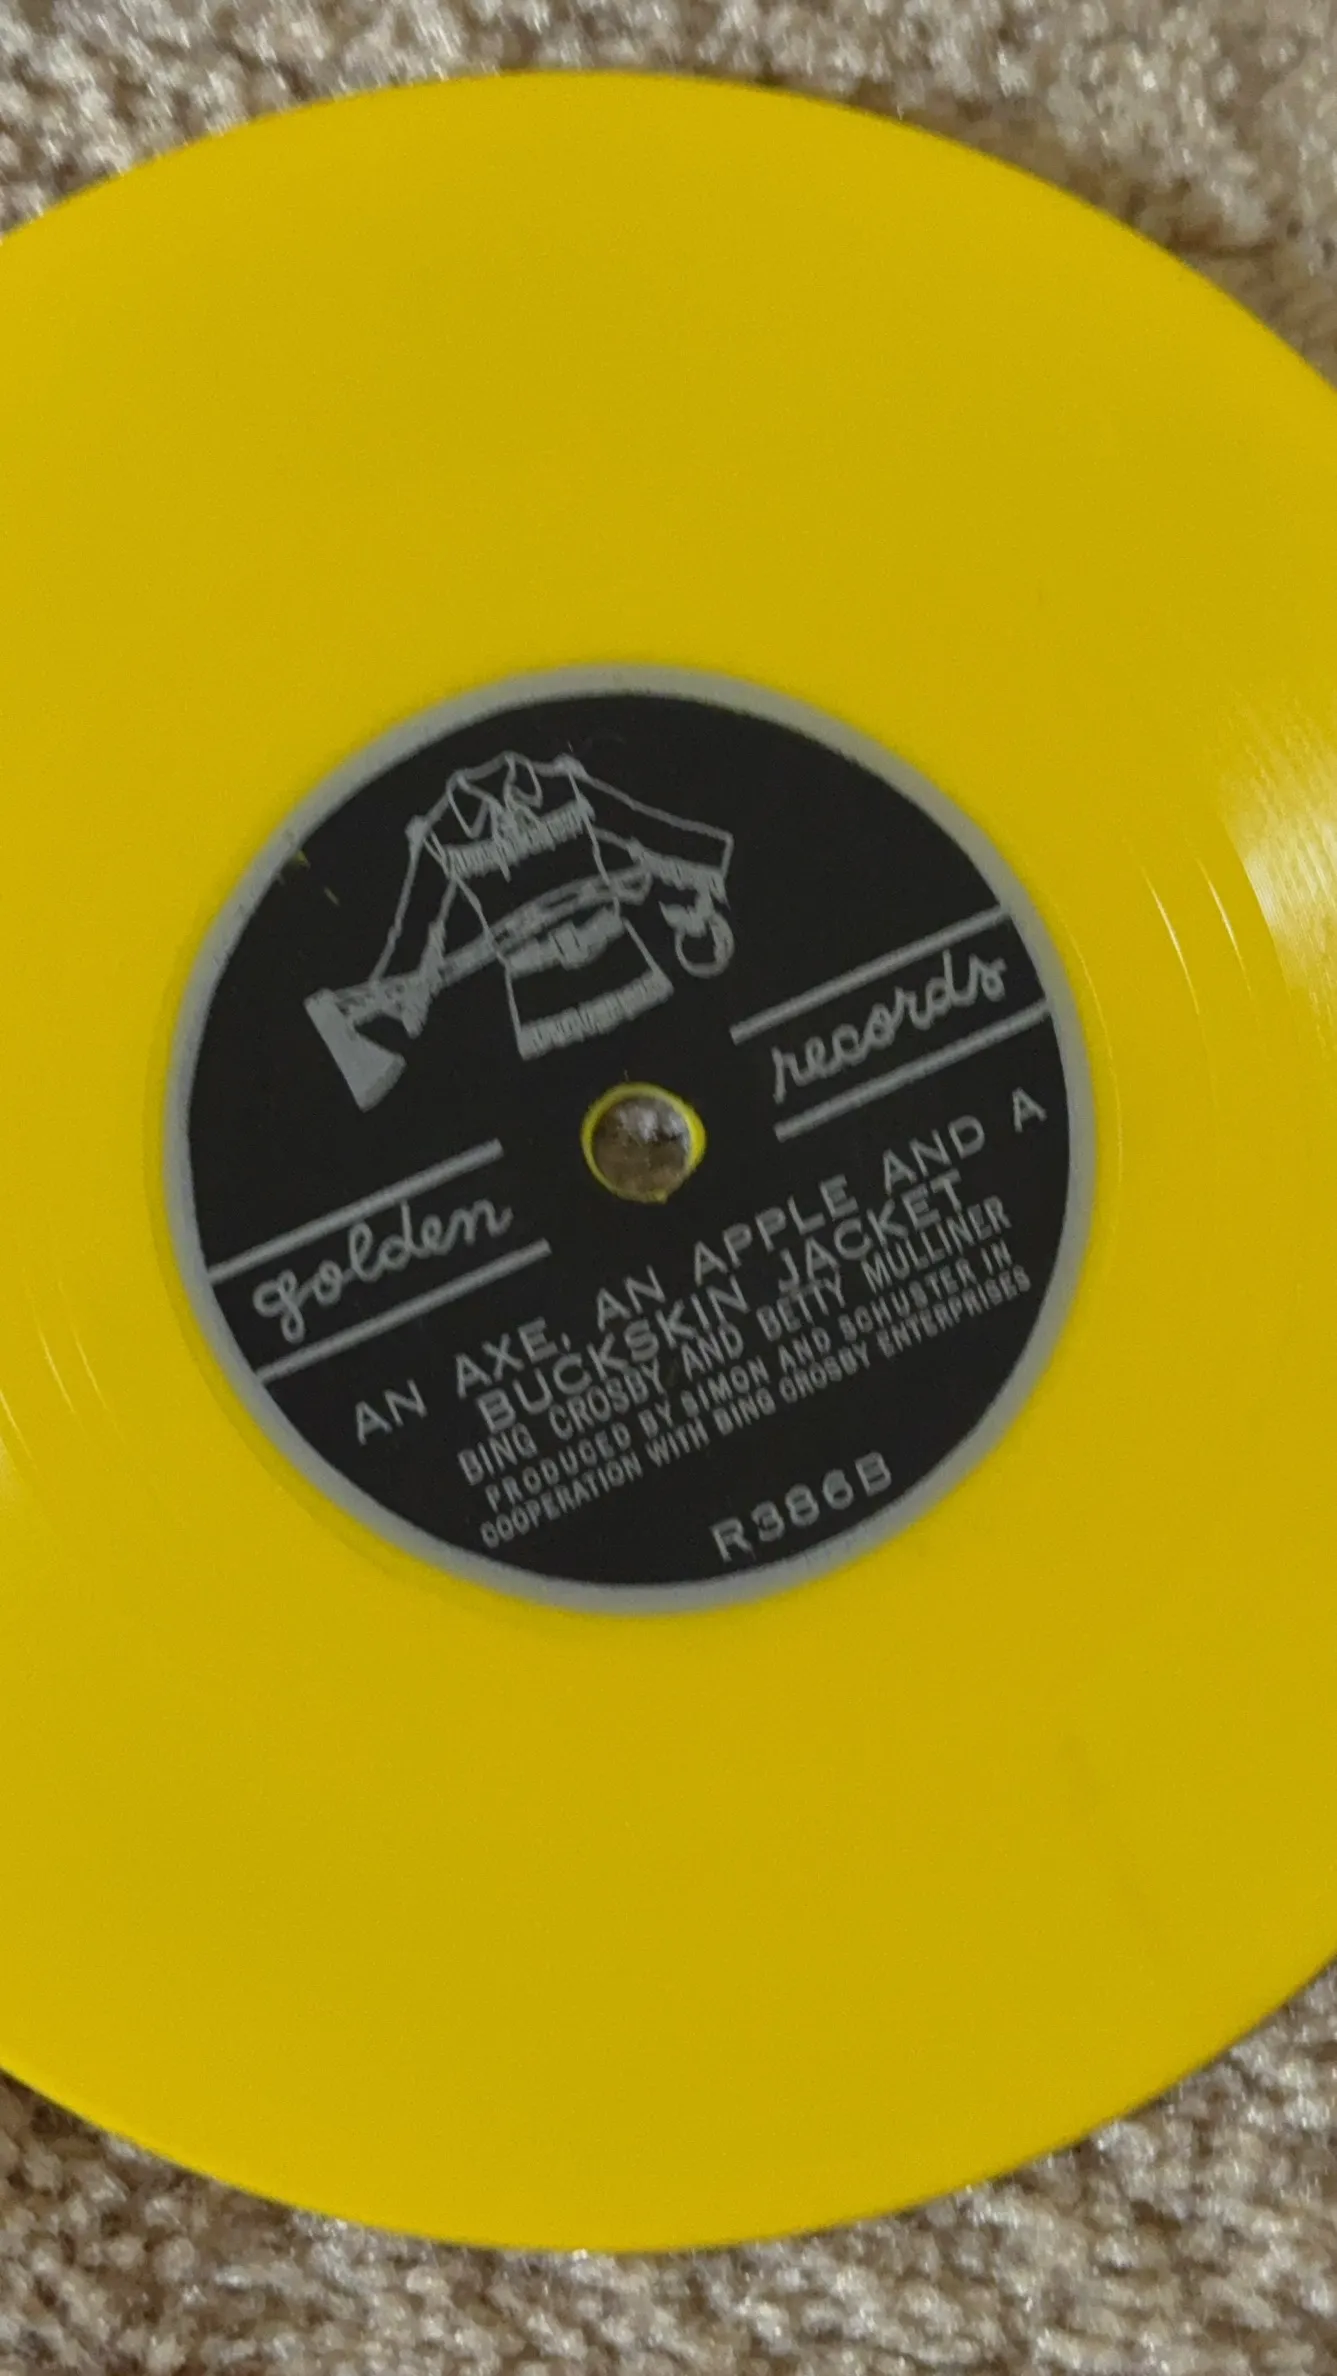 golden records
AN AXE, AN APPLE AND A
BUCKSKIN JACKET
BING CROSBY AND BETTY MULLINER
PRODUCED BY SIMON AND SCHUSTER IN
COOPERATION WITH BING CROSBY ENTERPRISES
R386B